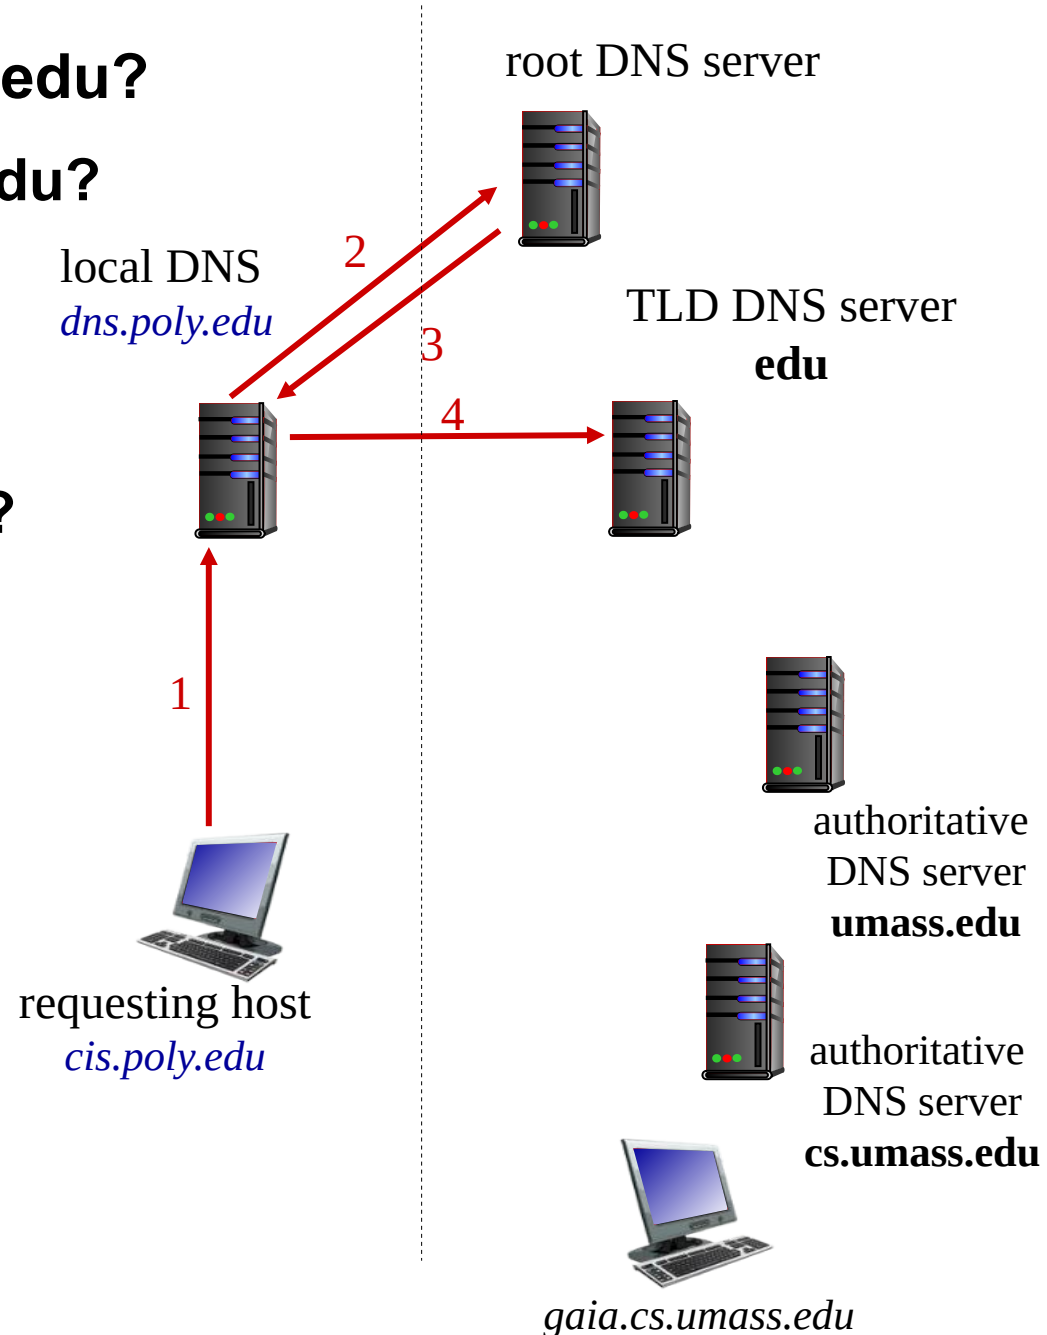 edu?
du?
?
root DNS server
local DNS
dns.poly.edu
2
3
TLD DNS server
edu
4
1
authoritative
DNS server
umass.edu
requesting host
cis.poly.edu
authoritative
DNS server
cs.umass.edu
gaia.cs.umass.edu